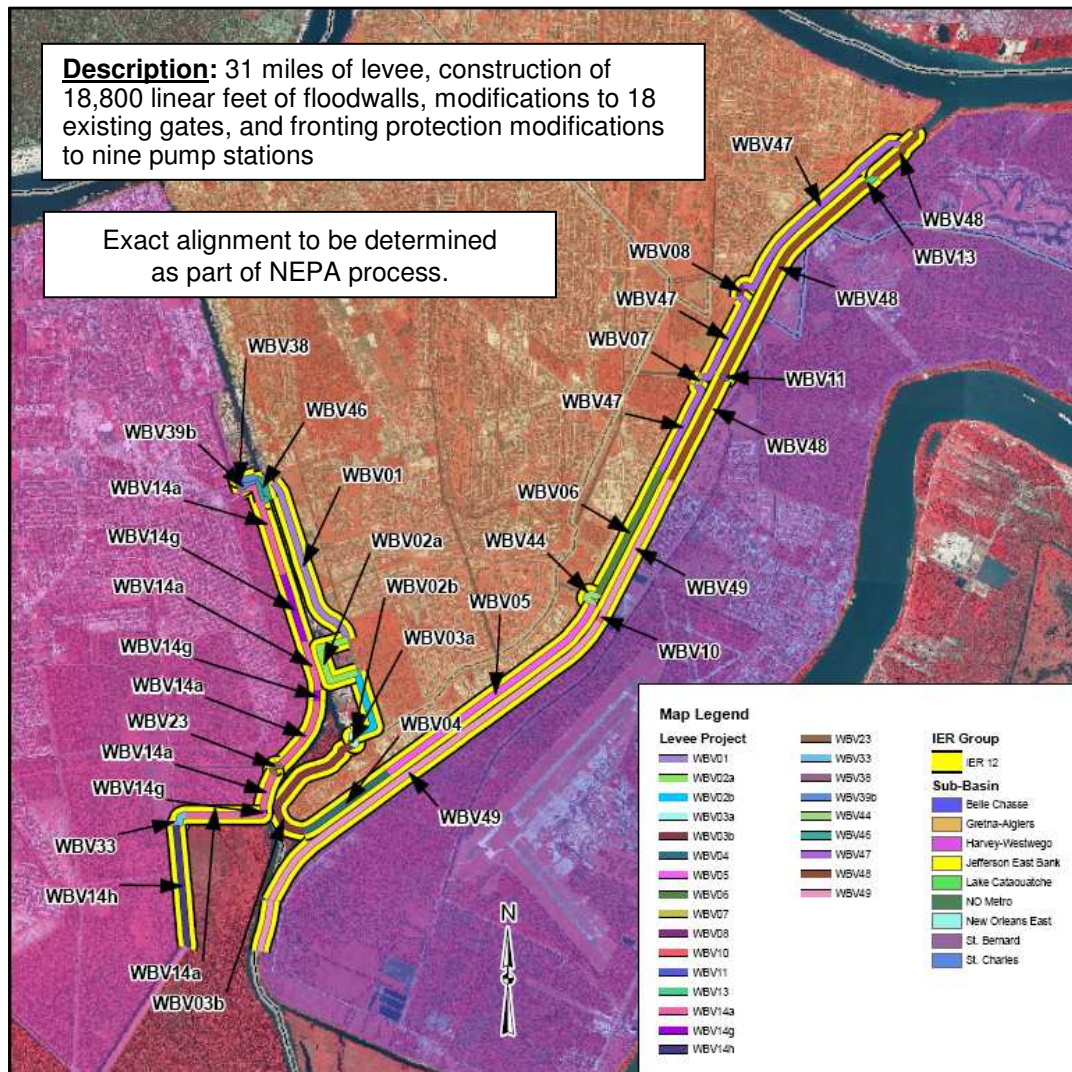 Description: 31 miles of levee, construction of
18,800 linear feet of floodwalls, modifications to 18
existing gates, and fronting protection modifications
to nine pump stations
Exact alignment to be determined
as part of NEPA process.
WBV47
WBV48
WBV13
WBV08
WBV48
WBV47
WBV07
WBV11
WBV47
WBV48
WBV38
WBV46
WBV39b
WBV01
WBV14a
WBV06
WBV14g
WBV02a
WBV44
WBV02b
WBV49
WBV14a
WBV05
WBV03a
WBV10
WBV14g
WBV14a
WBV23
WBV04
WBV14a
WBV14g
WBV49
WBV33
WBV14h
WBV14a
WBV03b
N
Map Legend
Levee Project
WBV01
WBV02a
WBV02b
WBV03a
WBV03b
WBV04
WBV05
WBV06
WBV07
WBV08
WBV10
WBV11
WBV13
WBV14a
WBV14g
WBV14h
WBV23
WBV33
WBV38
WBV39b
WBV44
WBV46
WBV47
WBV48
WBV49
IER Group
IER 12
Sub-Basin
Belle Chasse
Gretna-Algiers
Harvey-Westwego
Jefferson East Bank
Lake Cataouatche
NO Metro
New Orleans East
St. Bernard
St. Charles